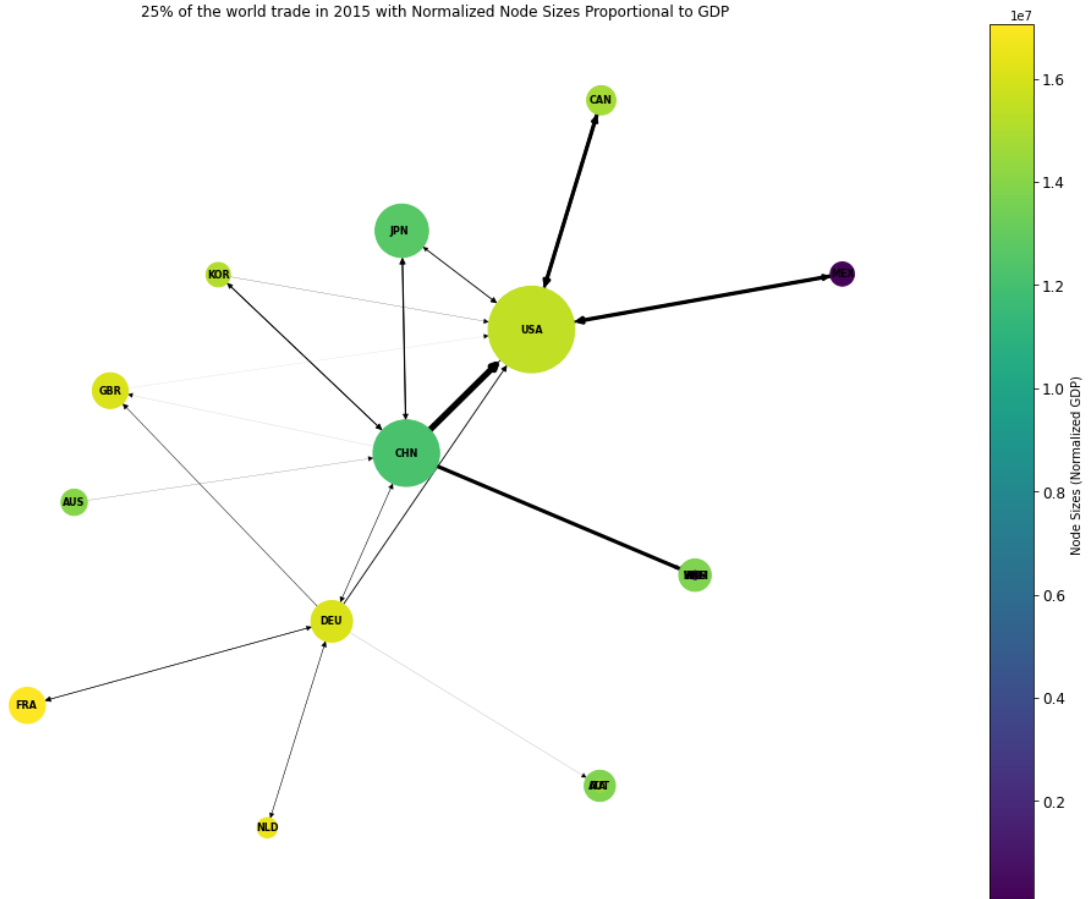 25% of the world trade in 2015 with Normalized Node Sizes Proportional to GDP
1e7
CAN
1.6
JPN
KOR
MEX
1.4
USA
1.2
GBR
CHN
1.0
Node Sizes (Normalized GDP)
AUS
0.8
DEU
0.6
FRA
0.4
NLD
0.2